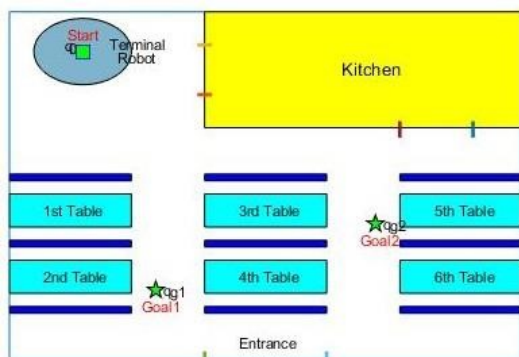 Start
Terminal
Robot
Kitchen
1st Table
3rd Table
5th Table
qg2
Goal2
2nd Table
4th Table
6th Table
qg1
Goal1
Entrance